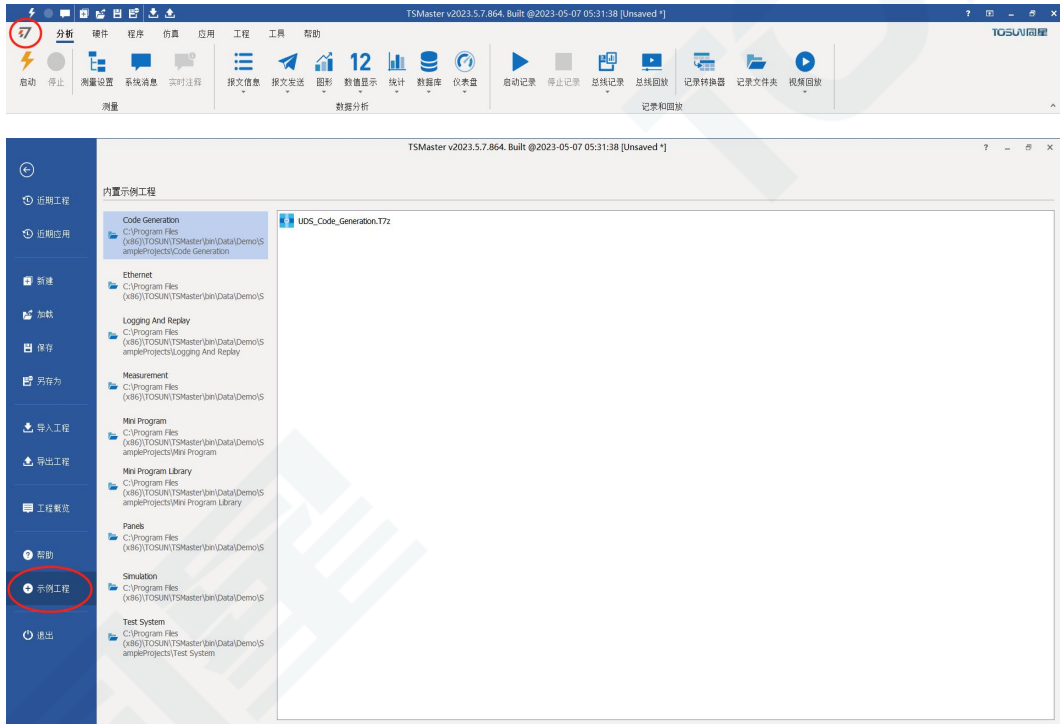 TSMaster v2023.5.7.864. Built @2023-05-07 05:31:38 [Unsaved *]
分析 硬件 程序 仿真 应用 工程 工具 帮助
TOSUN同星
启动 停止 测量设置 系统消息 实时注释 报文信息 报文发送 图形 数值显示 统计 数据库 仪表盘 启动记录 停止记录 总线记录 总线回放 记录转换器 记录文件夹 视频回放
测量 数据分析 记录和回放
TSMaster v2023.5.7.864. Built @2023-05-07 05:31:38 [Unsaved *]
近期工程
近期应用
新建
加载
保存
另存为
导入工程
导出工程
工程概览
帮助
示例工程
退出
内置示例工程
Code Generation
C:\Program Files
(x86)\TOSUN\TSMaster\bin\Data\Demo\S
ampleProjects\Code Generation
Ethernet
C:\Program Files
(x86)\TOSUN\TSMaster\bin\Data\Demo\S
Logging And Replay
C:\Program Files
(x86)\TOSUN\TSMaster\bin\Data\Demo\S
ampleProjects\Logging And Replay
Measurement
C:\Program Files
(x86)\TOSUN\TSMaster\bin\Data\Demo\S
Mini Program
C:\Program Files
(x86)\TOSUN\TSMaster\bin\Data\Demo\S
ampleProjects\Mini Program
Mini Program Library
C:\Program Files
(x86)\TOSUN\TSMaster\bin\Data\Demo\S
ampleProjects\Mini Program Library
Panels
C:\Program Files
(x86)\TOSUN\TSMaster\bin\Data\Demo\S
Simulation
C:\Program Files
(x86)\TOSUN\TSMaster\bin\Data\Demo\S
Test System
C:\Program Files
(x86)\TOSUN\TSMaster\bin\Data\Demo\S
ampleProjects\Test System
UDS_Code_Generation.T7z